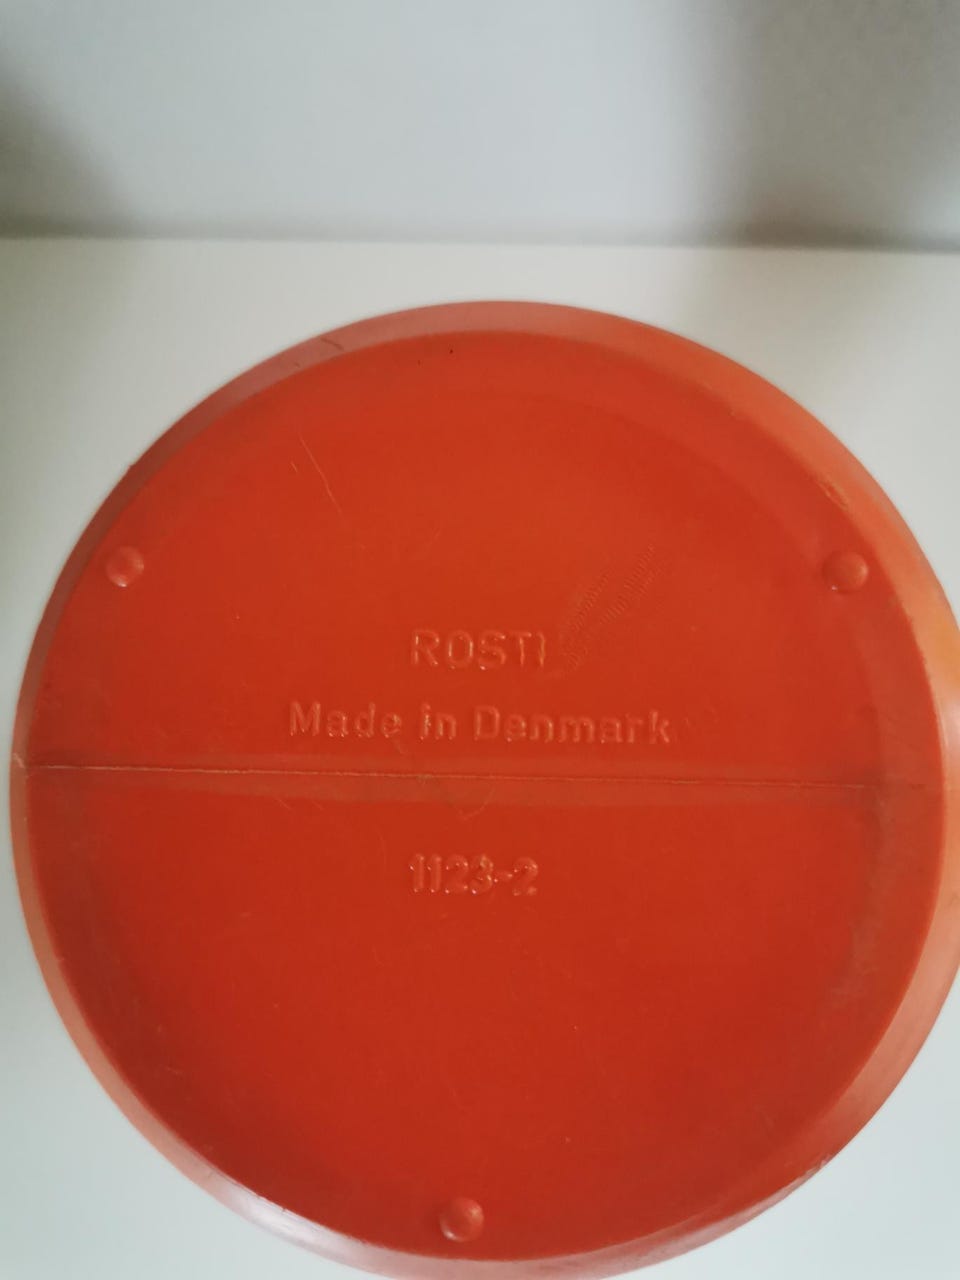 ROSTI
Made in Denmark
1123-2